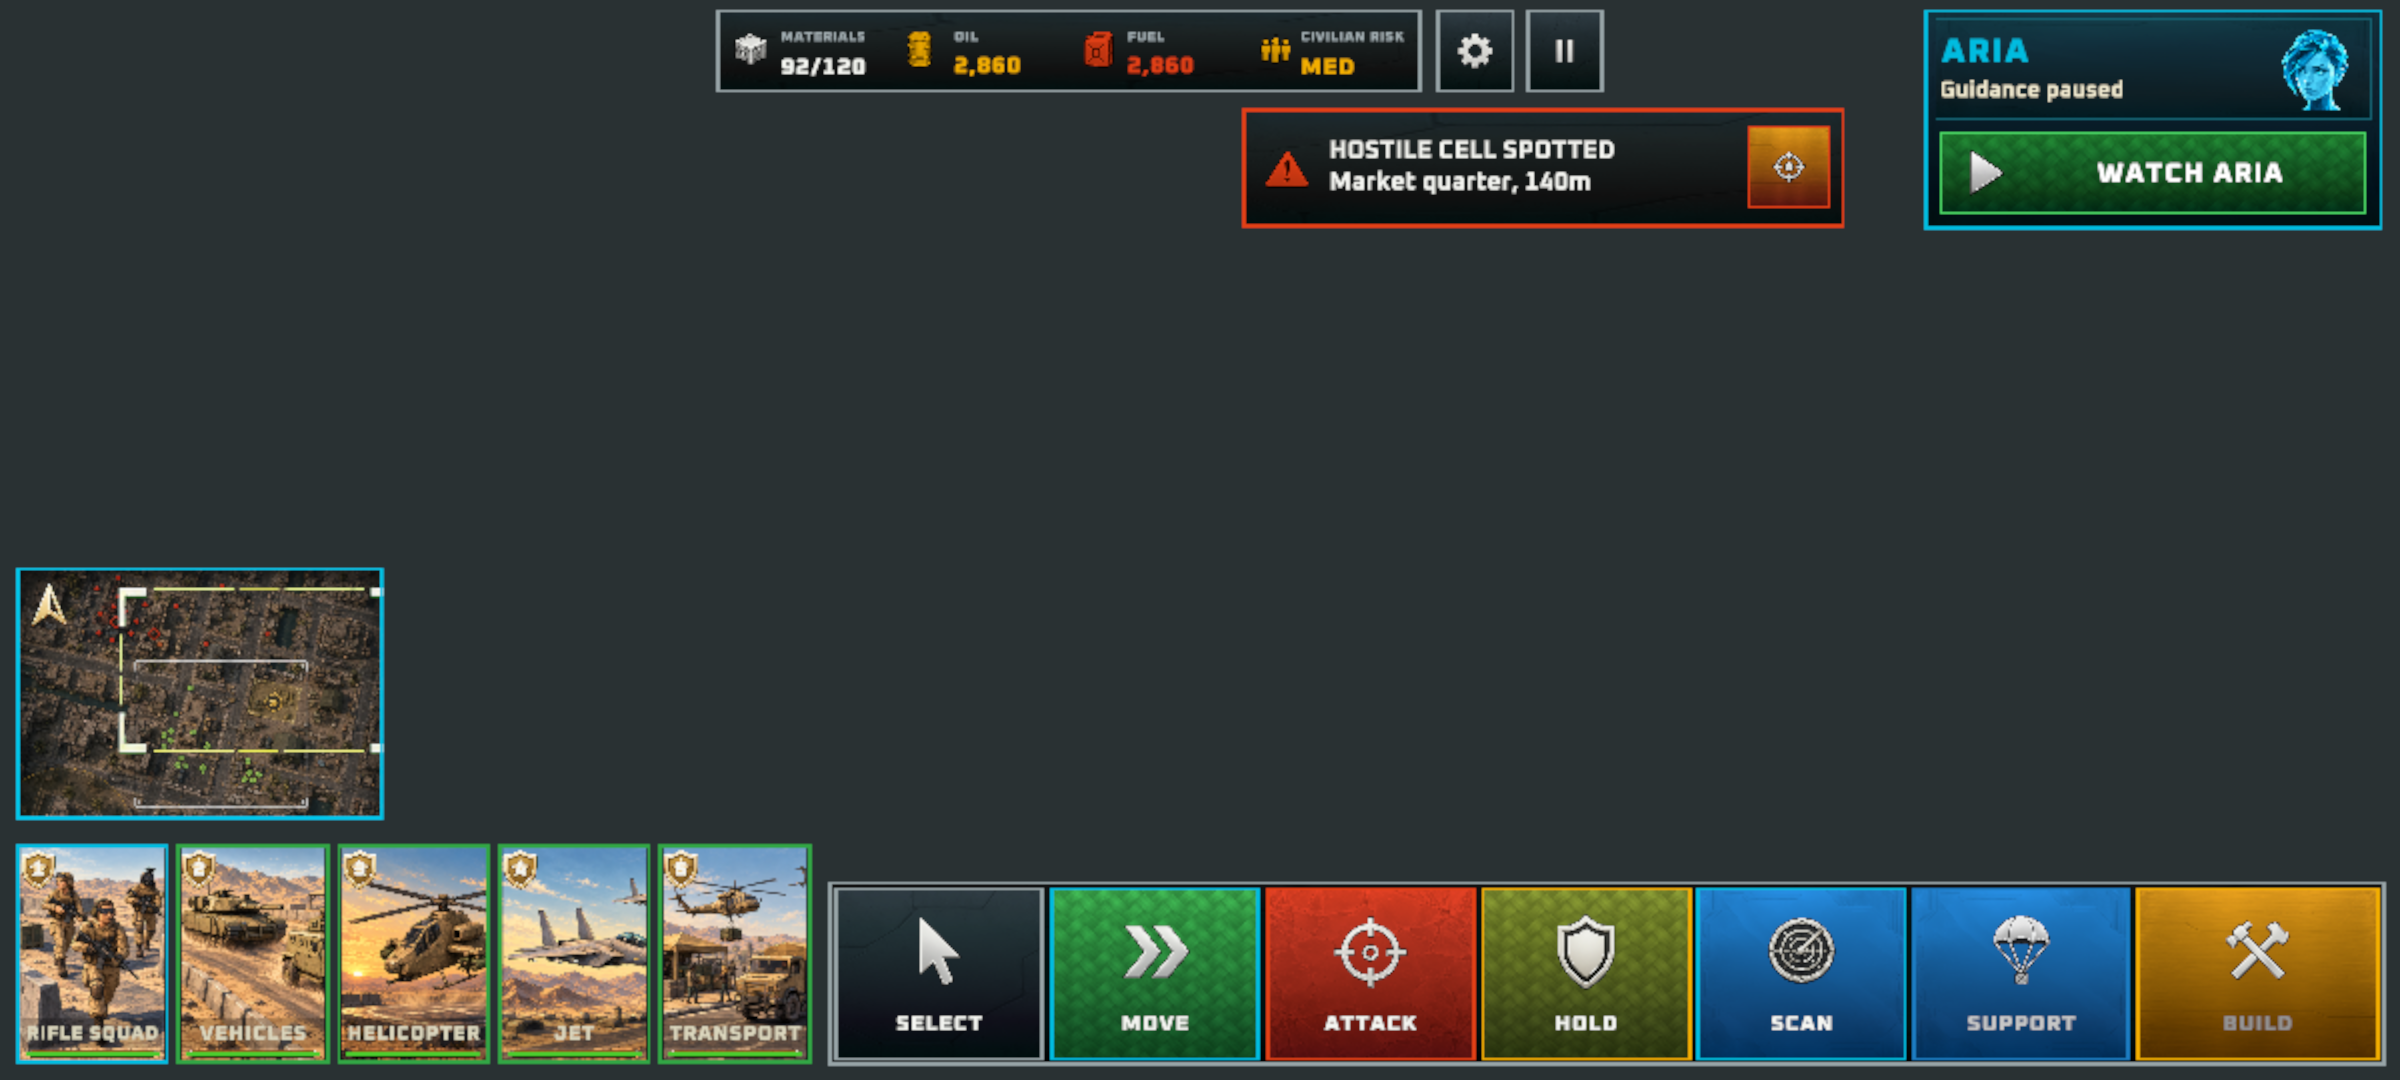 MATERIALS
92/120
OIL
2,860
FUEL
2,860
CIVILIAN RISK
MED
ARIA
Guidance paused
WATCH ARIA
HOSTILE CELL SPOTTED
Market quarter, 140m
RIFLE SQUAD
VEHICLES
HELICOPTER
JET
TRANSPORT
SELECT
MOVE
ATTACK
HOLD
SCAN
SUPPORT
BUILD